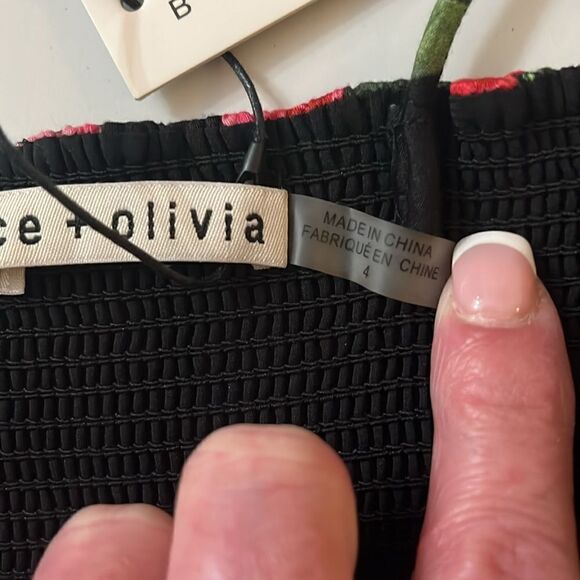 B
ce + olivia
MADE IN CHINA
FABRIQUÉ EN CHINE
4